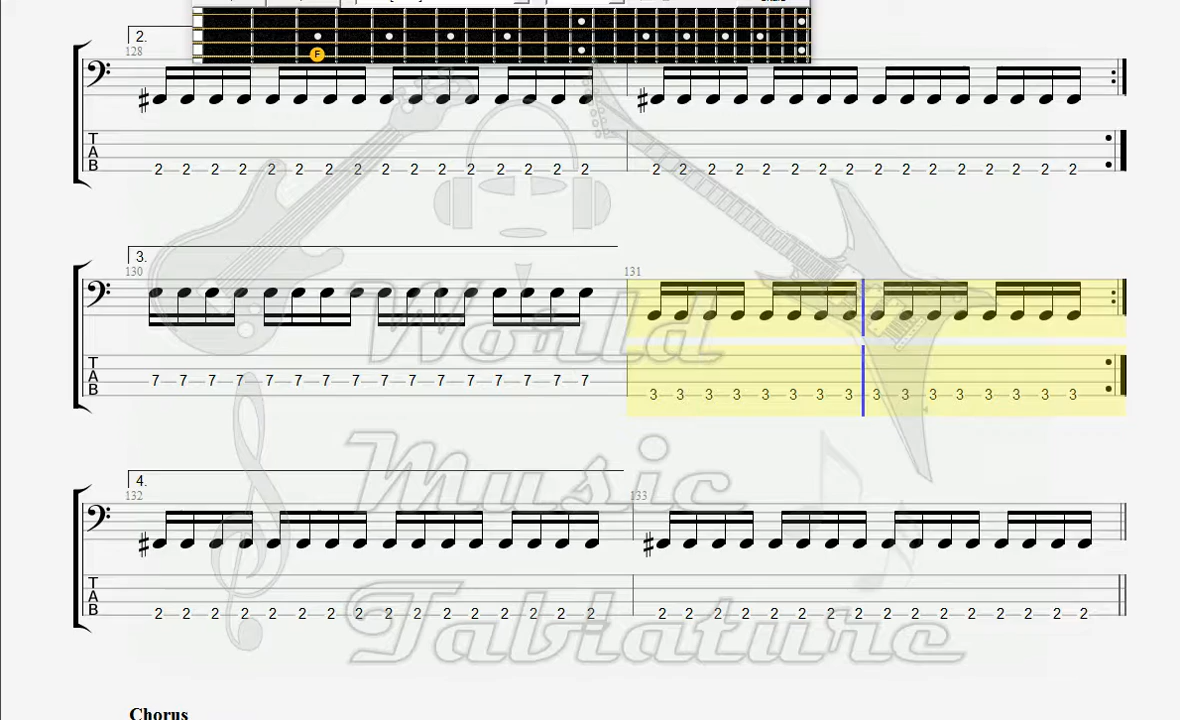 2.
128
F
T
A
B
2 2 2 2 2 2 2 2 2 2 2 2 2 2 2 2 2 2 2 2 2 2 2 2 2 2 2 2 2 2 2 2
3.
130 131
T
A
B
7 7 7 7 7 7 7 7 7 7 7 7 7 7 7 7 3 3 3 3 3 3 3 3 3 3 3 3 3 3 3 3
4.
132 133
T
A
B
2 2 2 2 2 2 2 2 2 2 2 2 2 2 2 2 2 2 2 2 2 2 2 2 2 2 2 2 2 2 2 2
World
Music
Tablature
Chorus